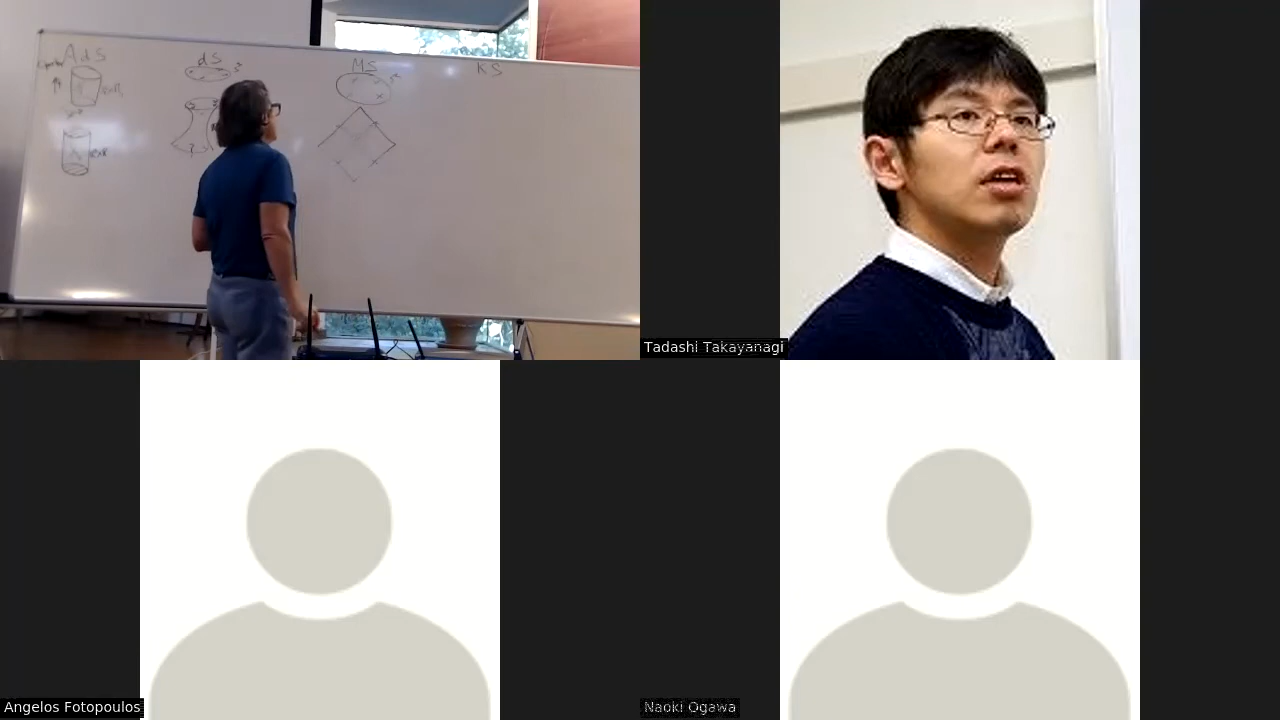 AdS
dS
MS
KS
Tadashi Takayanagi
Angelos Fotopoulos
Naoki Ogawa